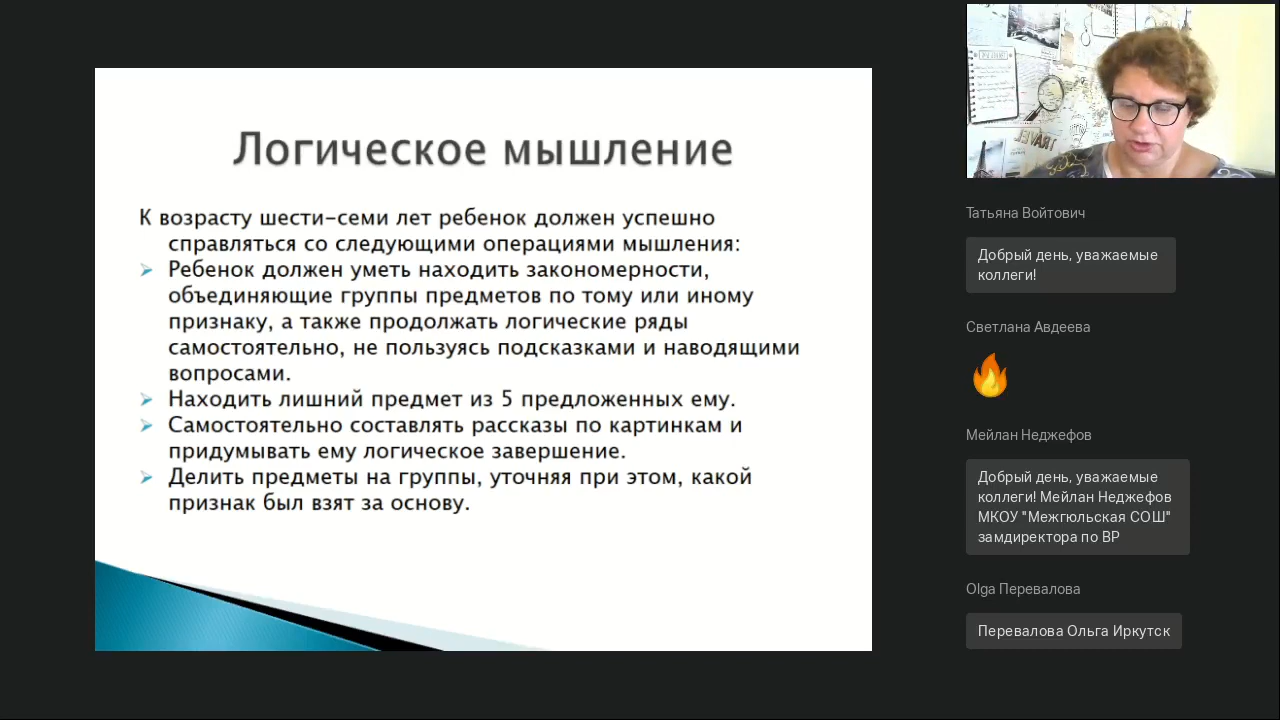 Логическое мышление
К возрасту шести-семи лет ребенок должен успешно
справляться со следующими операциями мышления:
Ребенок должен уметь находить закономерности,
объединяющие группы предметов по тому или иному
признаку, а также продолжать логические ряды
самостоятельно, не пользуясь подсказками и наводящими
вопросами.
Находить лишний предмет из 5 предложенных ему.
Самостоятельно составлять рассказы по картинкам и
придумывать ему логическое завершение.
Делить предметы на группы, уточняя при этом, какой
признак был взят за основу.
TRAVEL
Татьяна Войтович
Добрый день, уважаемые
коллеги!
Светлана Авдеева
Мейлан Неджефов
Добрый день, уважаемые
коллеги! Мейлан Неджефов
МКОУ "Межгюльская СОШ"
замдиректора по ВР
Olga Перевалова
Перевалова Ольга Иркутск